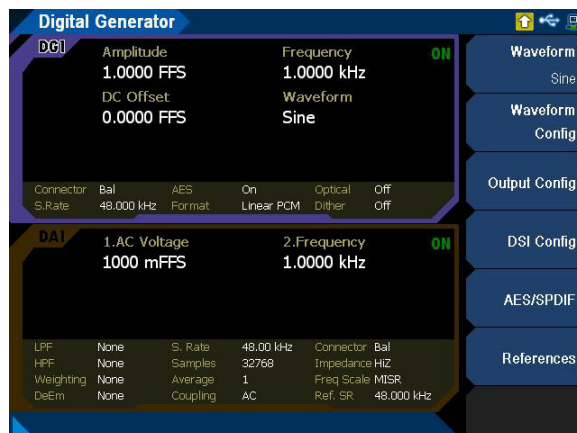 Digital Generator
DG1
Amplitude Frequency ON
1.0000 FFS 1.0000 kHz
DC Offset Waveform
0.0000 FFS Sine
Connector Bal AES On Optical Off
S.Rate 48.000 kHz Format Linear PCM Dither Off
DA1
1.AC Voltage 2.Frequency ON
1000 mFFS 1.0000 kHz
LPF None S. Rate 48.00 kHz Connector Bal
HPF None Samples 32768 Impedance HiZ
Weighting None Average 1 Freq Scale MISR
DeEm None Coupling AC Ref. SR 48.000 kHz
Waveform
Sine
Waveform
Config
Output Config
DSI Config
AES/SPDIF
References